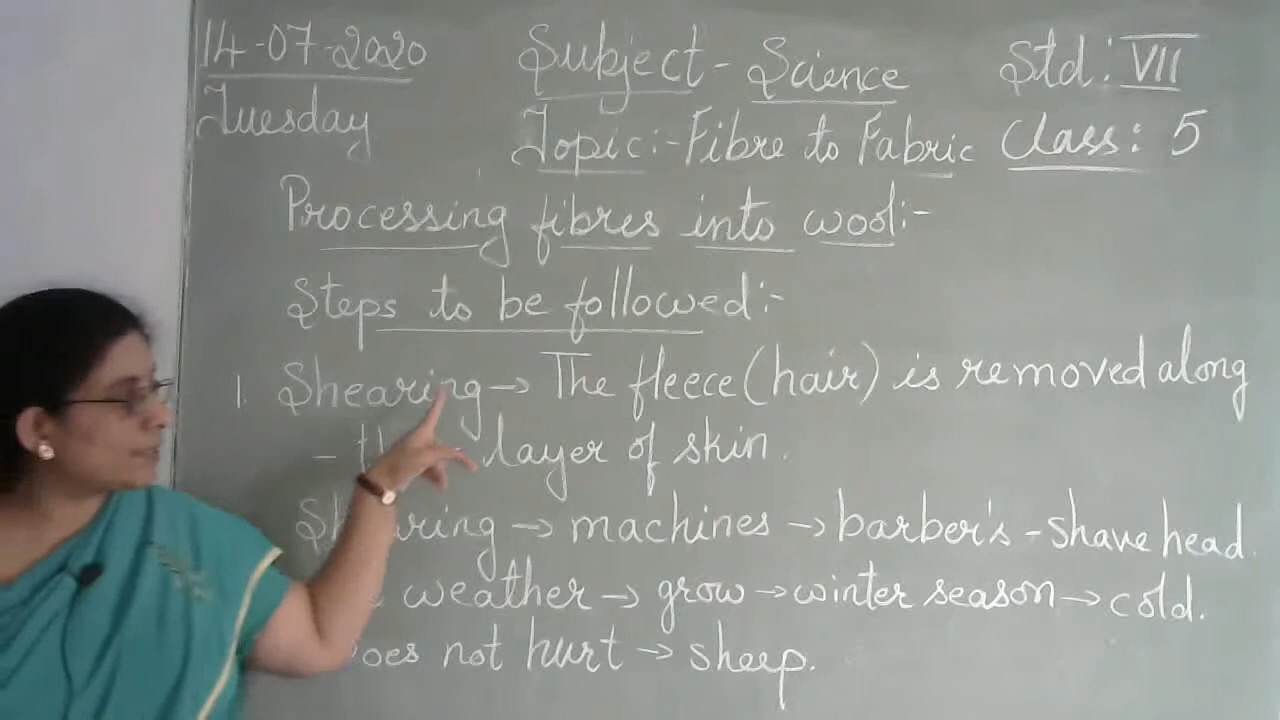 14-07-2020 Subject - Science Std: VII
Tuesday Topic:- Fibre to Fabric Class: 5
Processing fibres into wool:-
Steps to be followed:-
1. Shearing → The fleece (hair) is removed along
- layer of skin.
Shearing → machines → barber's - shave head.
weather → grow → winter season → cold.
not hurt → sheep.